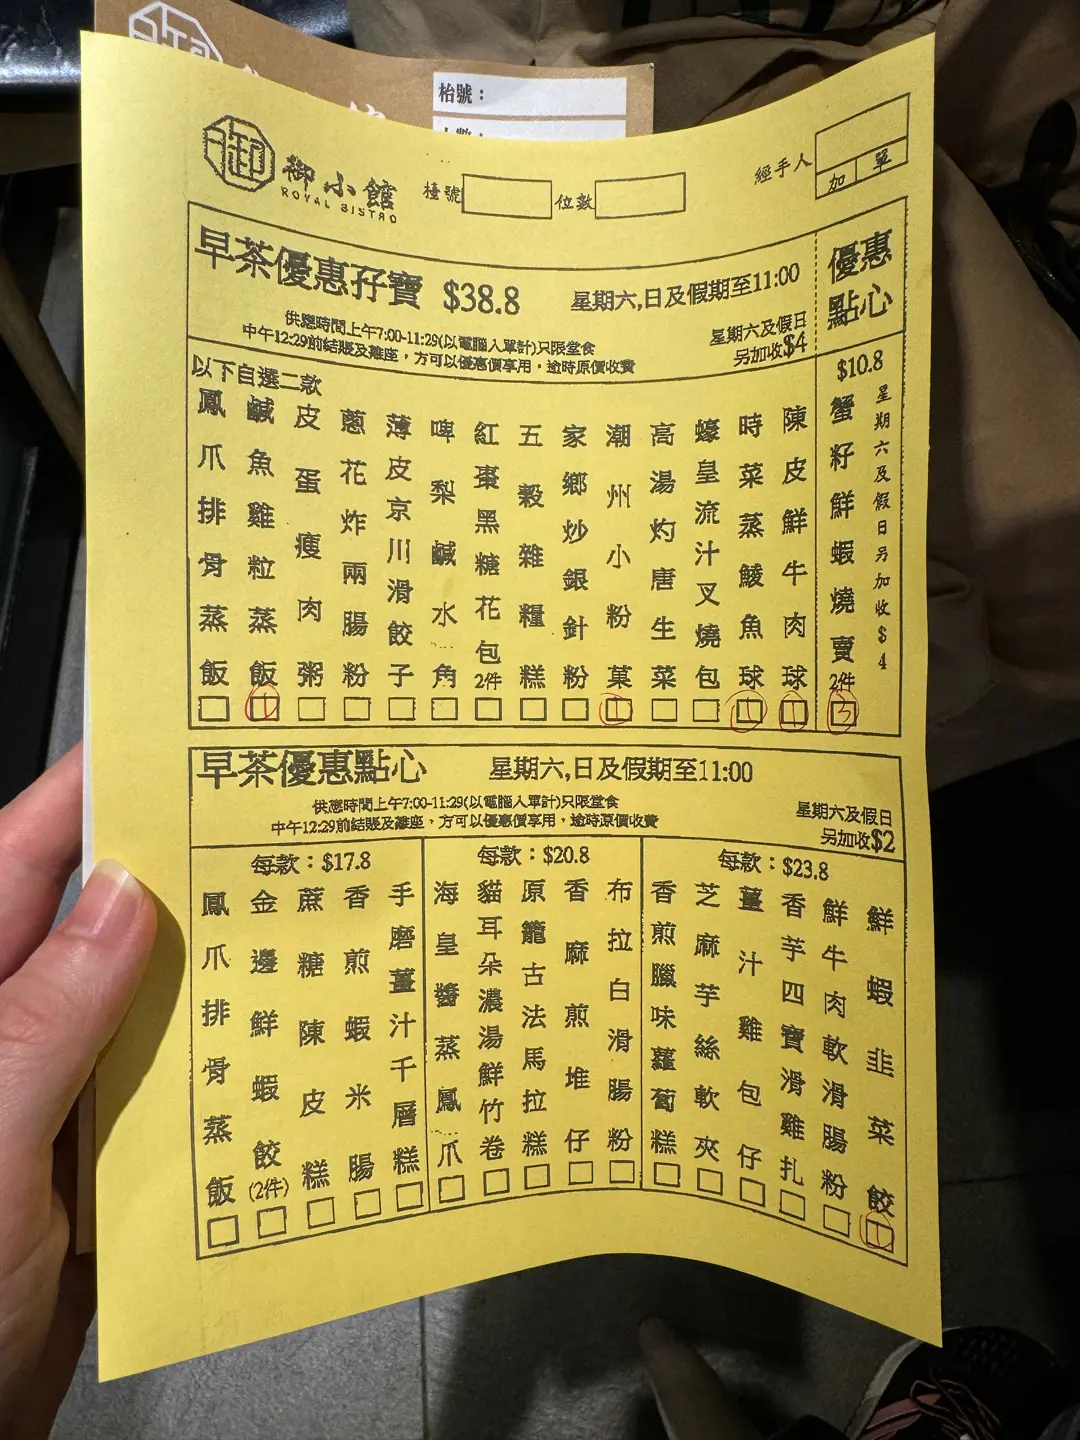 枱號：
御小館
ROYAL BISTRO
檯號
位數
經手人
加 單
早茶優惠孖寶 $38.8
星期六,日及假期至11:00
供應時間上午7:00-11:29(以電腦入單計)只限堂食
中午12:29前結賬及離座，方可以優惠價享用，逾時原價收費
星期六及假日
另加收$4
以下自選二款
鳳爪排骨蒸飯
鹹魚雞粒蒸飯 1
皮蛋瘦肉粥
蔥花炸兩腸粉
薄皮京川滑餃子
啤梨鹹水角
紅棗黑糖花包2件
五穀雜糧糕
家鄉炒銀針粉
潮州小粉菓 1
高湯灼唐生菜
蠔皇流汁叉燒包
時菜蒸鯪魚球 1
陳皮鮮牛肉球 1
優惠
點心
$10.8
蟹籽鮮蝦燒賣2件 3
星期六及假日另加收$4
早茶優惠點心
星期六,日及假期至11:00
供應時間上午7:00-11:29(以電腦入單計)只限堂食
中午12:29前結賬及離座，方可以優惠價享用，逾時原價收費
星期六及假日
另加收$2
每款：$17.8
鳳爪排骨蒸飯
金邊鮮蝦餃(2件)
蔗糖陳皮糕
香煎蝦米腸
手磨薑汁千層糕
每款：$20.8
海皇醬蒸鳳爪
貓耳朵濃湯鮮竹卷
原籠古法馬拉糕
香麻煎堆仔
布拉白滑腸粉
每款：$23.8
香煎臘味蘿蔔糕
芝麻芋絲軟夾
薑汁雞包仔
香芋四寶滑雞扎
鮮牛肉軟滑腸粉
鮮蝦韭菜餃 1